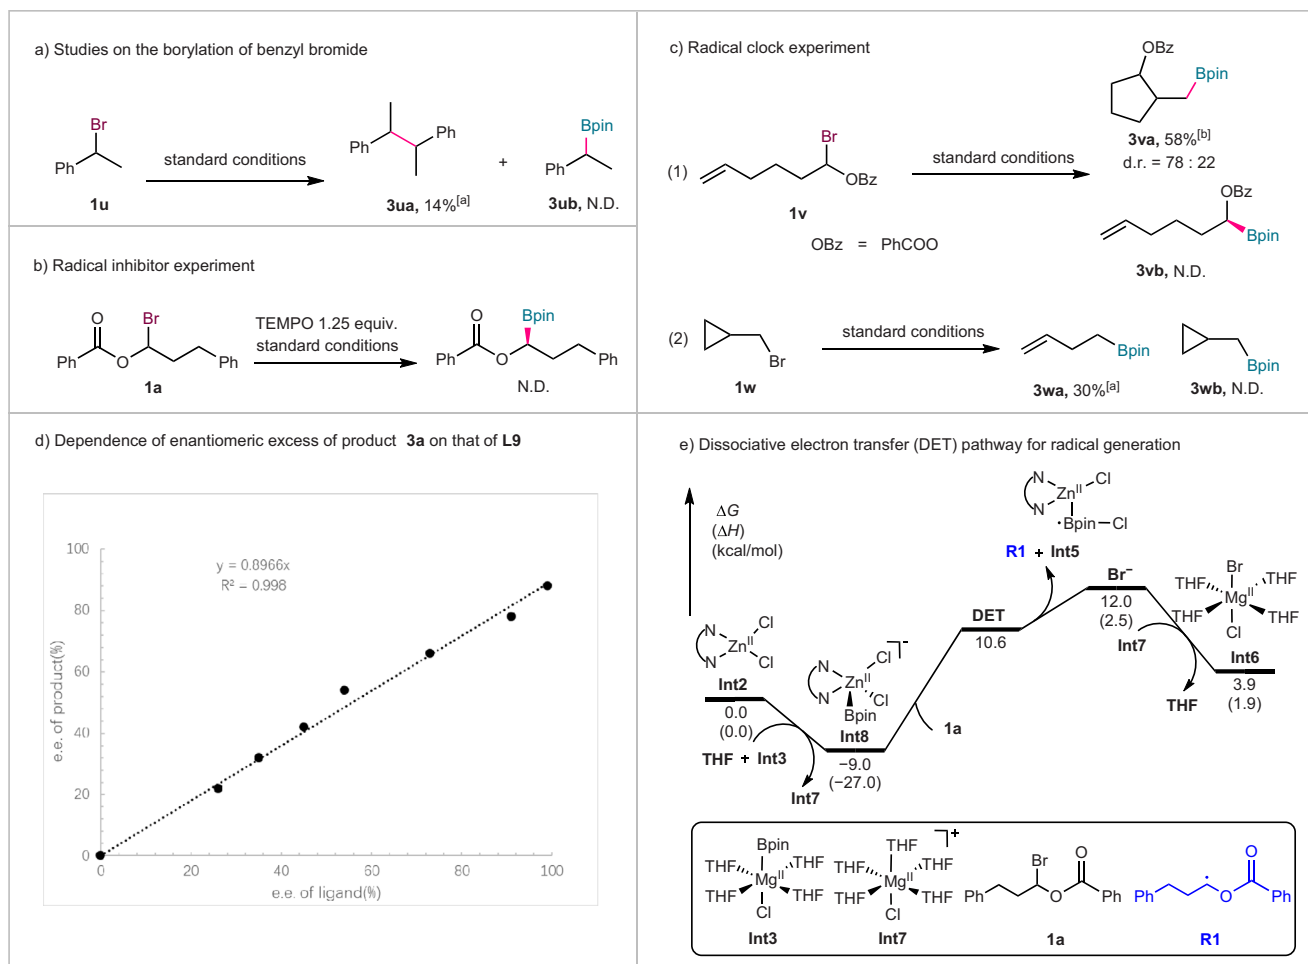 a) Studies on the borylation of benzyl bromide
Br
Ph
1u
standard conditions
Ph
Ph
3ua, 14%[a]
+
Bpin
Ph
3ub, N.D.
b) Radical inhibitor experiment
O
Br
Ph
O
Ph
1a
TEMPO 1.25 equiv.
standard conditions
O
Bpin
Ph
O
Ph
N.D.
c) Radical clock experiment
(1)
Br
OBz
1v
OBz = PhCOO
standard conditions
OBz
Bpin
3va, 58%[b]
d.r. = 78 : 22
OBz
Bpin
3vb, N.D.
(2)
Br
1w
standard conditions
Bpin
3wa, 30%[a]
Bpin
3wb, N.D.
d) Dependence of enantiomeric excess of product 3a on that of L9
y = 0.8966x
R² = 0.998
e.e. of product(%)
100
80
60
40
20
0
0 20 40 60 80 100
e.e. of ligand(%)
e) Dissociative electron transfer (DET) pathway for radical generation
ΔG
(ΔH)
(kcal/mol)
N
N
ZnII
Cl
Cl
Int2
0.0
(0.0)
THF + Int3
Int7
N
N
ZnII
Cl
Cl
Bpin
−
Int8
−9.0
(−27.0)
1a
DET
10.6
N
N
ZnII
Cl
·Bpin Cl
R1 + Int5
Br−
12.0
(2.5)
Int7
THF
Br
THF
THF
MgII
THF
THF
Cl
Int6
3.9
(1.9)
Bpin
THF
THF
MgII
THF
THF
Cl
Int3
+
THF
THF
THF
MgII
THF
THF
Cl
Int7
Br
O
Ph
O
Ph
1a
O
Ph
O
Ph
R1